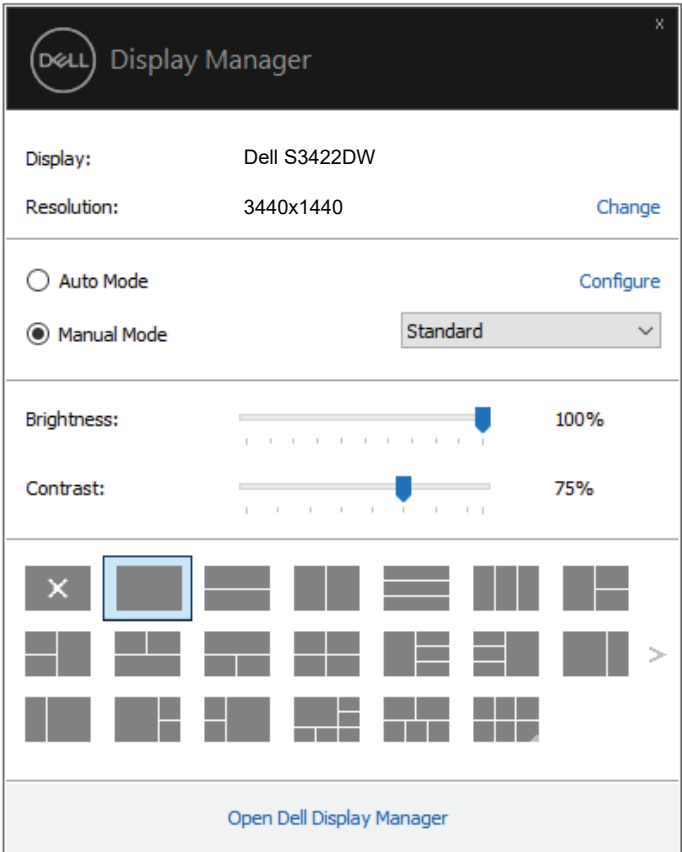 x
DELL Display Manager
Display: Dell S3422DW
Resolution: 3440x1440 Change
Auto Mode Configure
Manual Mode Standard
Brightness: 100%
Contrast: 75%
Open Dell Display Manager